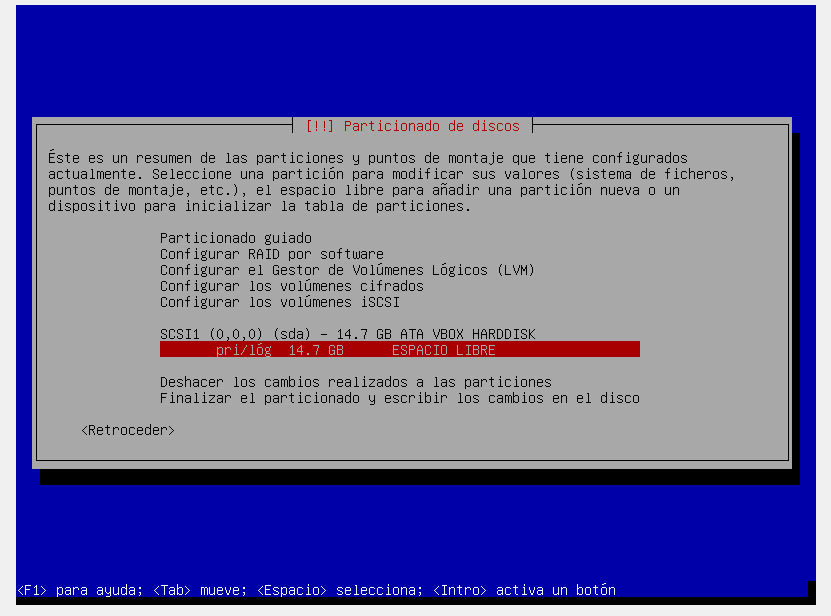 [!!] Particionado de discos
Éste es un resumen de las particiones y puntos de montaje que tiene configurados
actualmente. Seleccione una partición para modificar sus valores (sistema de ficheros,
puntos de montaje, etc.), el espacio libre para añadir una partición nueva o un
dispositivo para inicializar la tabla de particiones.
Particionado guiado
Configurar RAID por software
Configurar el Gestor de Volúmenes Lógicos (LVM)
Configurar los volúmenes cifrados
Configurar los volúmenes iSCSI
SCSI1 (0,0,0) (sda) - 14.7 GB ATA VBOX HARDDISK
pri/lóg 14.7 GB ESPACIO LIBRE
Deshacer los cambios realizados a las particiones
Finalizar el particionado y escribir los cambios en el disco
<Retroceder>
<F1> para ayuda; <Tab> mueve; <Espacio> selecciona; <Intro> activa un botón